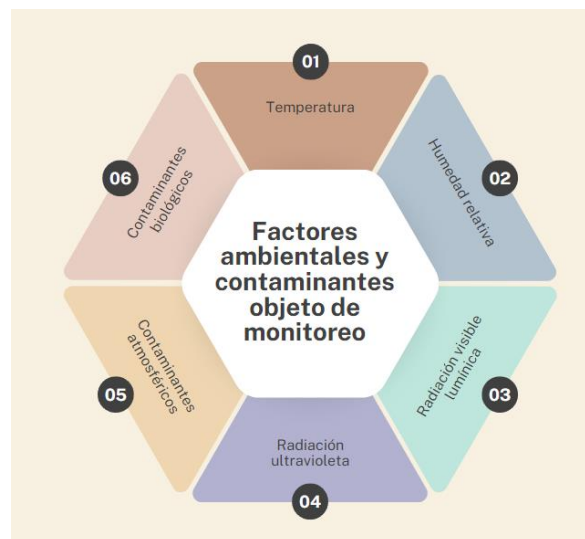 Factores
ambientales y
contaminantes
objeto de
monitoreo
01
Temperatura
02
Humedad relativa
03
Radiación visible
lumínica
04
Radiación
ultravioleta
05
Contaminantes
atmosféricos
06
Contaminantes
biológicos